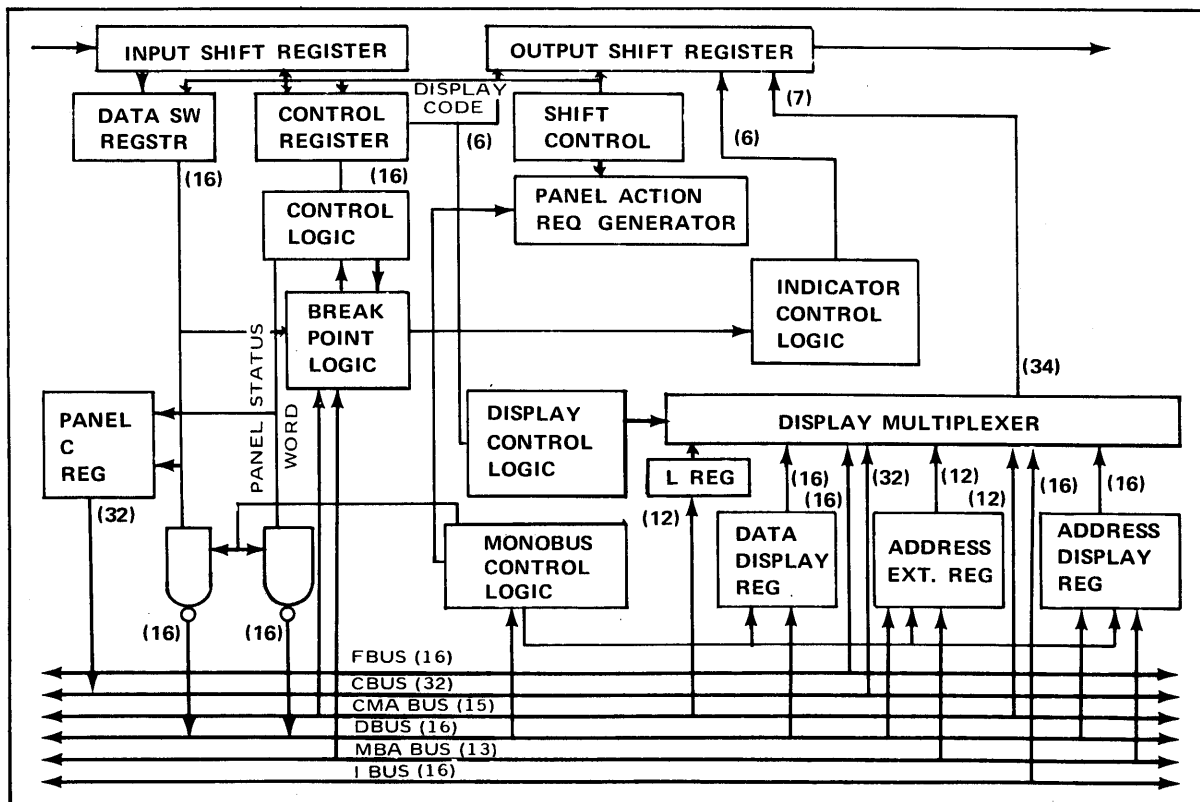 INPUT SHIFT REGISTER
OUTPUT SHIFT REGISTER
DISPLAY
CODE
(7)
DATA SW
REGSTR
CONTROL
REGISTER
(6)
SHIFT
CONTROL
(6)
(16)
(16)
PANEL ACTION
REQ GENERATOR
CONTROL
LOGIC
BREAK
POINT
LOGIC
INDICATOR
CONTROL
LOGIC
PANEL STATUS
WORD
(34)
PANEL
C
REG
DISPLAY
CONTROL
LOGIC
DISPLAY MULTIPLEXER
L REG
(16)
(16)
(32)
(12)
(12)
(16)
(16)
(32)
(12)
MONOBUS
CONTROL
LOGIC
DATA
DISPLAY
REG
ADDRESS
EXT. REG
ADDRESS
DISPLAY
REG
(16)
(16)
FBUS (16)
CBUS (32)
CMA BUS (15)
DBUS (16)
MBA BUS (13)
I BUS (16)